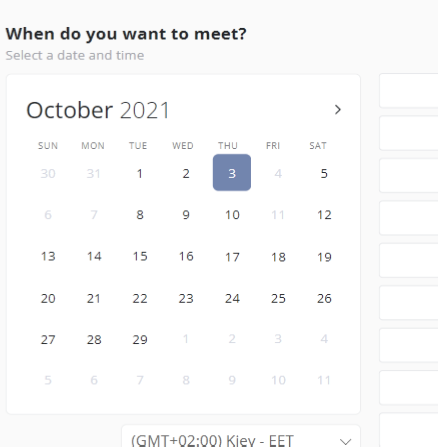 When do you want to meet?
Select a date and time
October 2021
SUN MON TUE WED THU FRI SAT
30 31 1 2 3 4 5
6 7 8 9 10 11 12
13 14 15 16 17 18 19
20 21 22 23 24 25 26
27 28 29 1 2 3 4
5 6 7 8 9 10 11
(GMT+02:00) Kiev - EET